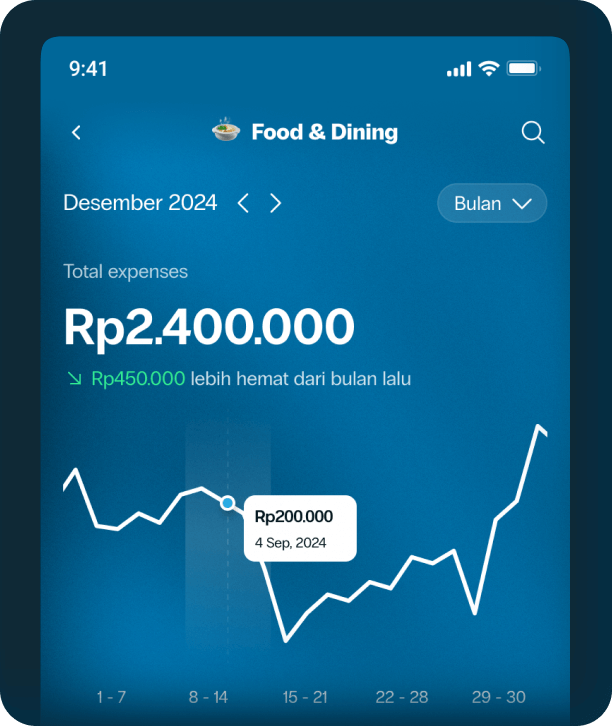 9:41
Food & Dining
Desember 2024
Bulan
Total expenses
Rp2.400.000
Rp450.000 lebih hemat dari bulan lalu
Rp200.000
4 Sep, 2024
1 - 7 8 - 14 15 - 21 22 - 28 29 - 30